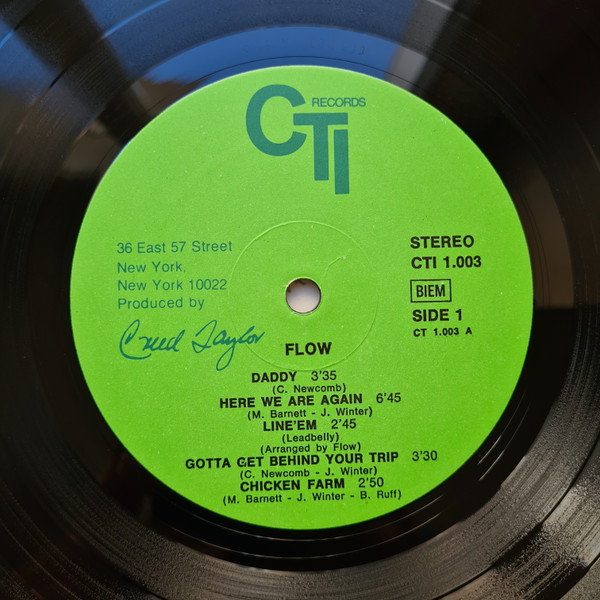 CTI RECORDS
36 East 57 Street
New York,
New York 10022
Produced by
Creed Taylor
STEREO
CTI 1.003
BIEM
SIDE 1
CT 1.003 A
FLOW
DADDY 3'35
(C. Newcomb)
HERE WE ARE AGAIN 6'45
(M. Barnett - J. Winter)
LINE'EM 2'45
(Leadbelly)
(Arranged by Flow)
GOTTA GET BEHIND YOUR TRIP 3'30
(C. Newcomb - J. Winter)
CHICKEN FARM 2'50
(M. Barnett - J. Winter - B. Ruff)